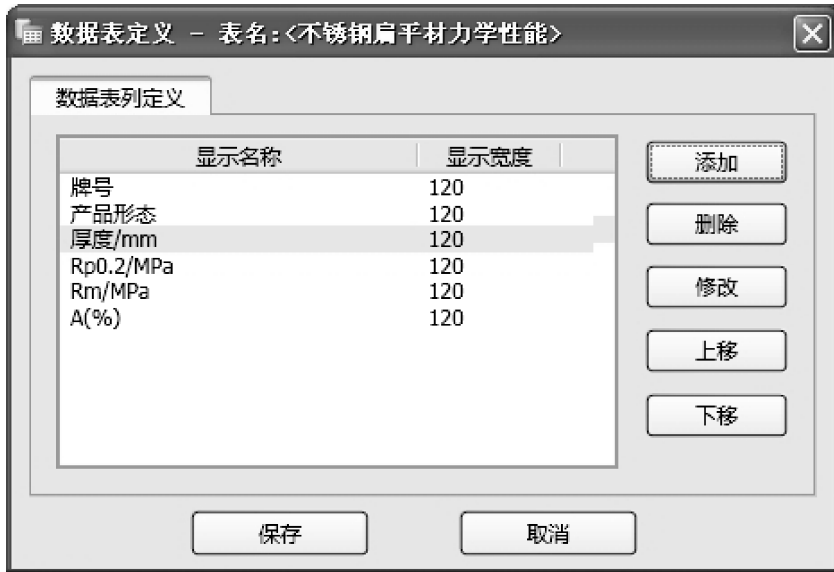 数据表定义 - 表名:<不锈钢扁平材力学性能>
数据表列定义
显示名称 显示宽度
牌号 120
产品形态 120
厚度/mm 120
Rp0.2/MPa 120
Rm/MPa 120
A(%) 120
添加
删除
修改
上移
下移
保存 取消